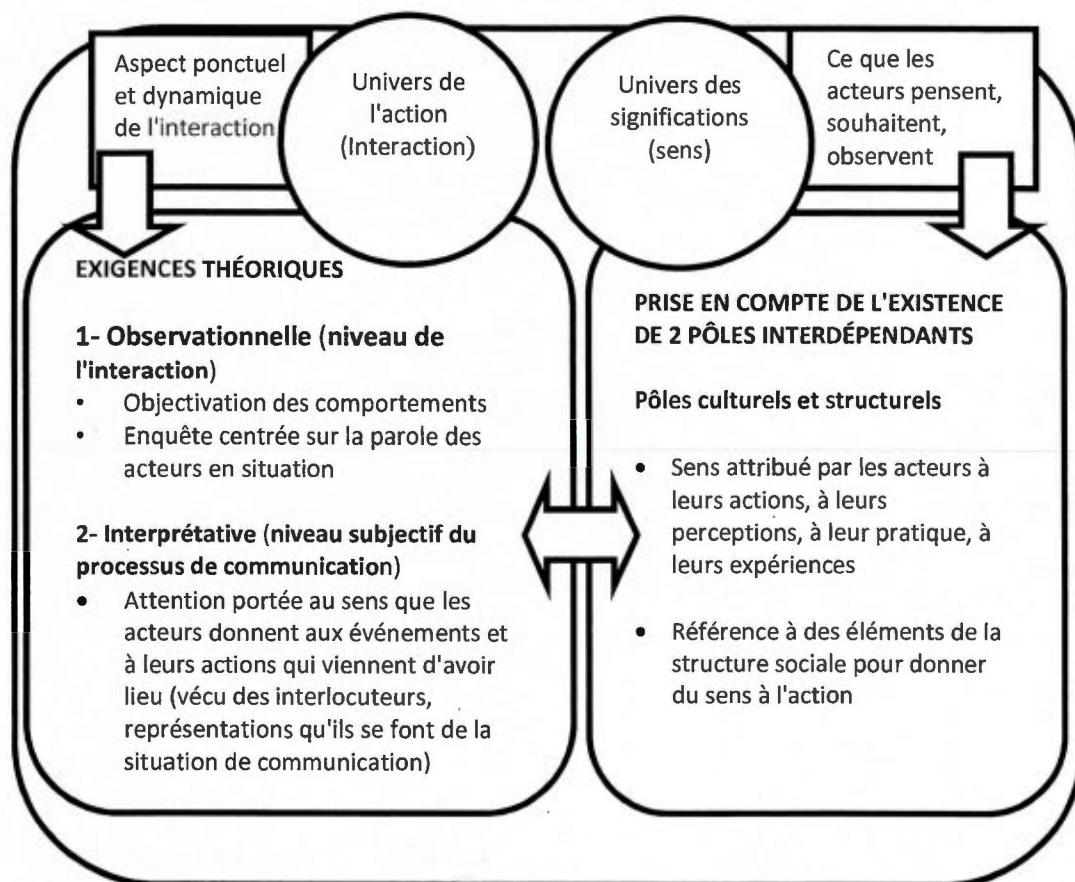 Aspect ponctuel
et dynamique
de l'interaction
Univers de
l'action
(Interaction)
Univers des
significations
(sens)
Ce que les
acteurs pensent,
souhaitent,
observent
EXIGENCES THÉORIQUES
1- Observationnelle (niveau de
l'interaction)
• Objectivation des comportements
• Enquête centrée sur la parole des
acteurs en situation
2- Interprétative (niveau subjectif du
processus de communication)
• Attention portée au sens que les
acteurs donnent aux événements et
à leurs actions qui viennent d'avoir
lieu (vécu des interlocuteurs,
représentations qu'ils se font de la
situation de communication)
PRISE EN COMPTE DE L'EXISTENCE
DE 2 PÔLES INTERDÉPENDANTS
Pôles culturels et structurels
• Sens attribué par les acteurs à
leurs actions, à leurs
perceptions, à leur pratique, à
leurs expériences
• Référence à des éléments de la
structure sociale pour donner
du sens à l'action